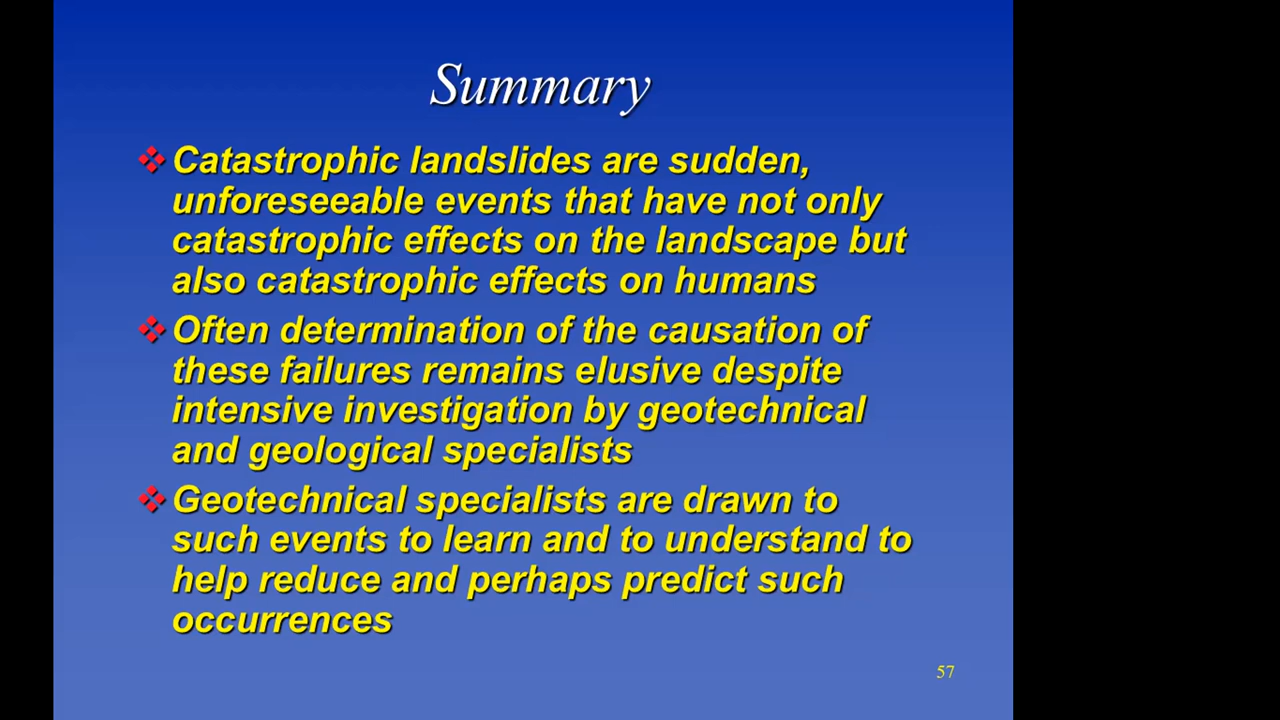 Summary
Catastrophic landslides are sudden,
unforeseeable events that have not only
catastrophic effects on the landscape but
also catastrophic effects on humans
Often determination of the causation of
these failures remains elusive despite
intensive investigation by geotechnical
and geological specialists
Geotechnical specialists are drawn to
such events to learn and to understand to
help reduce and perhaps predict such
occurrences
57